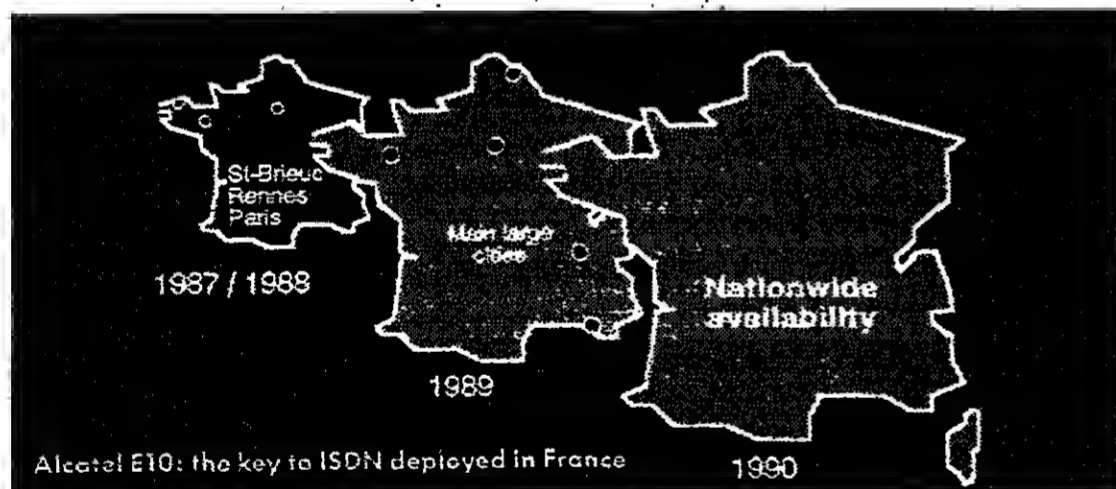 St-Brieuc
Rennes
Paris
1987 / 1988
Main large
cities
1989
Nationwide
availability
1990
Alcatel E10: the key to ISDN deployed in France